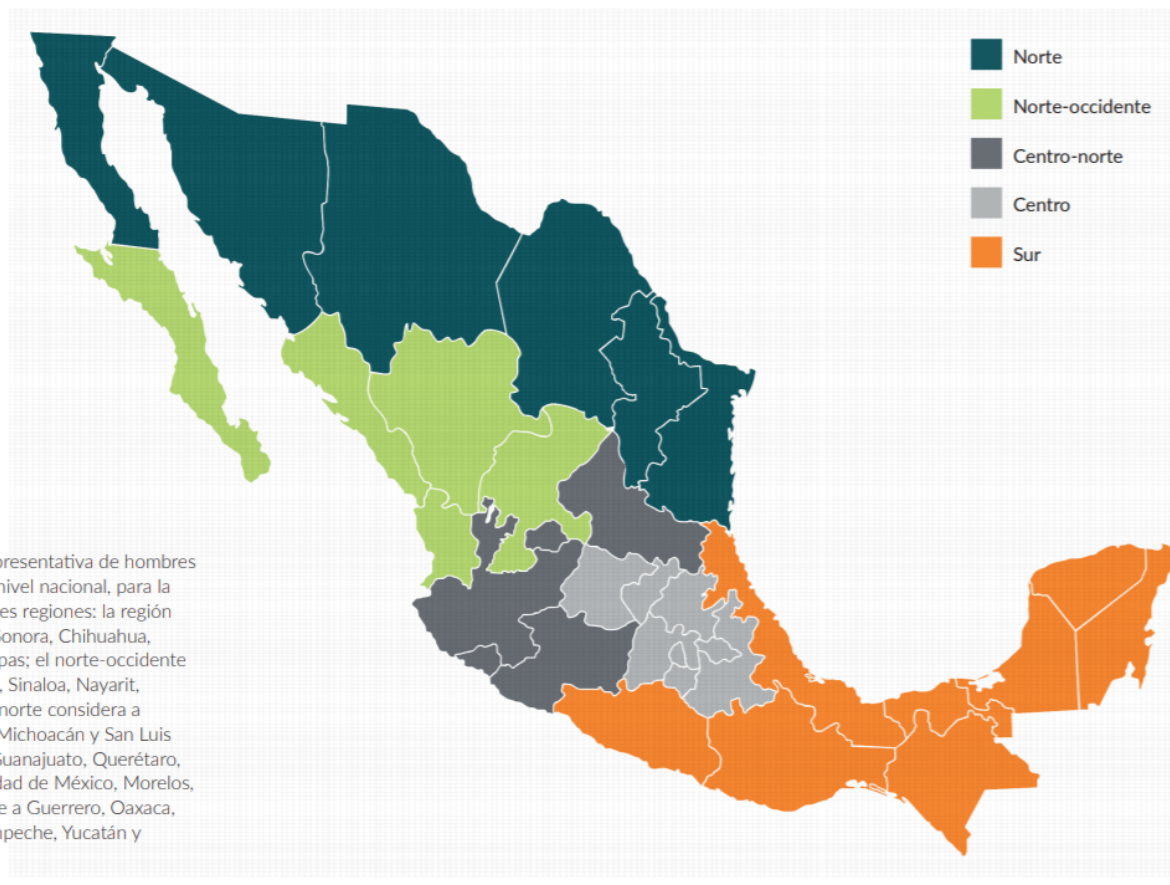 Norte
Norte-occidente
Centro-norte
Centro
Sur
presentativa de hombres
nivel nacional, para la
es regiones: la región
Sonora, Chihuahua,
pas; el norte-occidente
, Sinaloa, Nayarit,
norte considera a
Michoacán y San Luis
Guanajuato, Querétaro,
dad de México, Morelos,
e a Guerrero, Oaxaca,
mpeche, Yucatán y